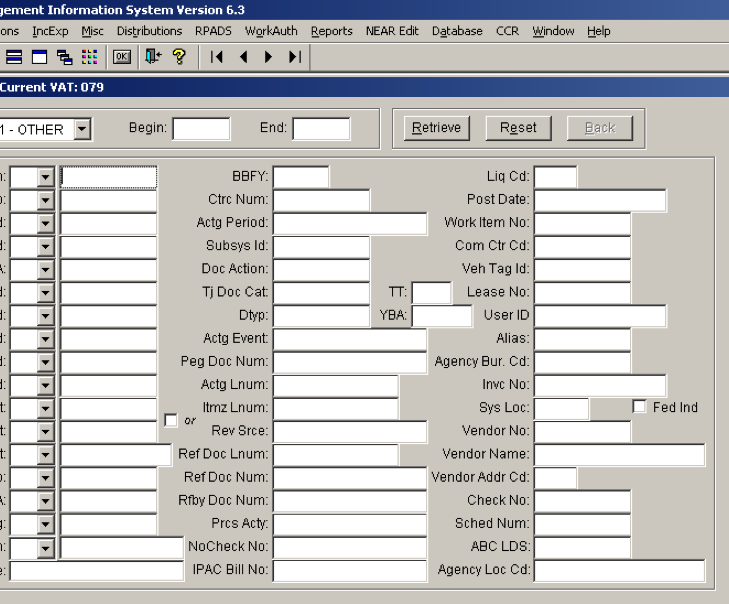 gement Information System Version 6.3
ons IncExp Misc Distributions RPADS WorkAuth Reports NEAR Edit Database CCR Window Help
OK
Current VAT: 079
1 - OTHER Begin: End: Retrieve Reset Back
n: BBFY: Liq Cd:
o: Ctrc Num: Post Date:
d: Actg Period: Work Item No:
d: Subsys Id: Com Ctr Cd:
A: Doc Action: Veh Tag Id:
d: Tj Doc Cat: TT: Lease No:
d: Dtyp: YBA: User ID
d: Actg Event: Alias:
d: Peg Doc Num: Agency Bur. Cd:
d: Actg Lnum: Invc No:
t: Itmz Lnum: Sys Loc: Fed Ind
or
t: Rev Srce: Vendor No:
t: Ref Doc Lnum: Vendor Name:
o: Ref Doc Num: Vendor Addr Cd:
A: Rfby Doc Num: Check No:
g: Prcs Acty: Sched Num:
n: NoCheck No: ABC LDS:
e: IPAC Bill No: Agency Loc Cd: